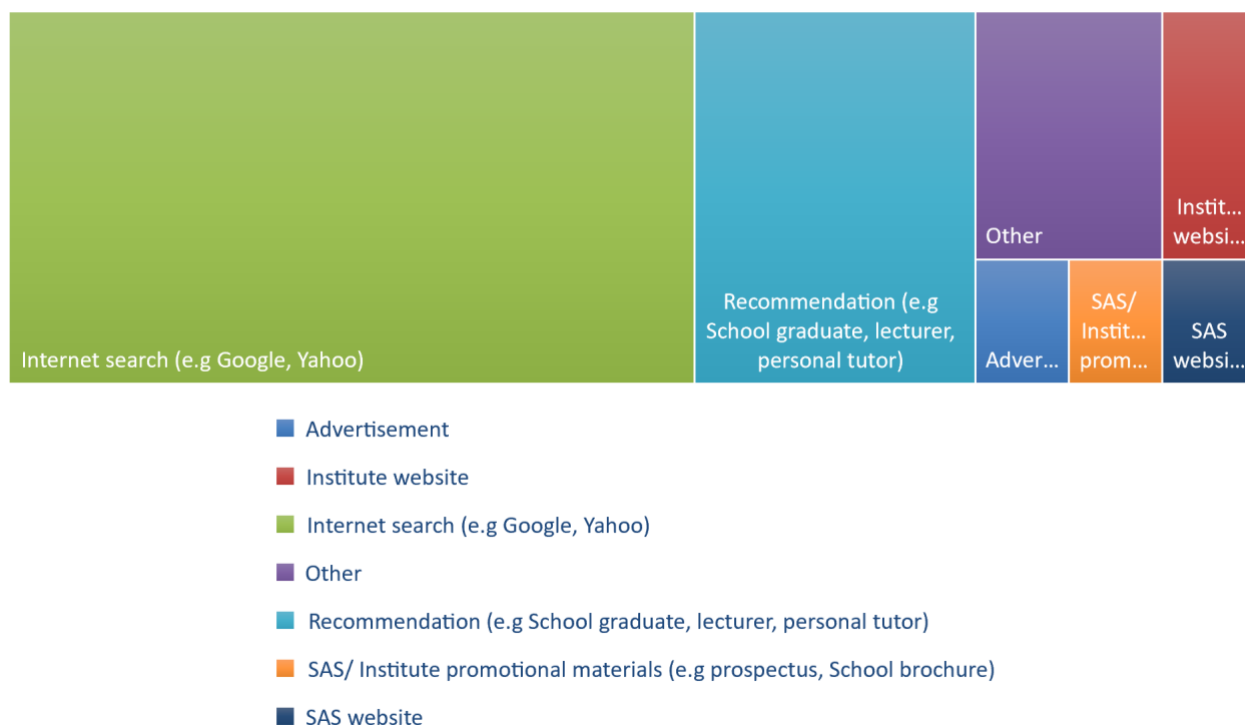 Internet search (e.g Google, Yahoo)
Recommendation (e.g
School graduate, lecturer,
personal tutor)
Other
Instit...
websi...
Adver...
SAS/
Instit...
prom...
SAS
websi...
Advertisement
Institute website
Internet search (e.g Google, Yahoo)
Other
Recommendation (e.g School graduate, lecturer, personal tutor)
SAS/ Institute promotional materials (e.g prospectus, School brochure)
SAS website